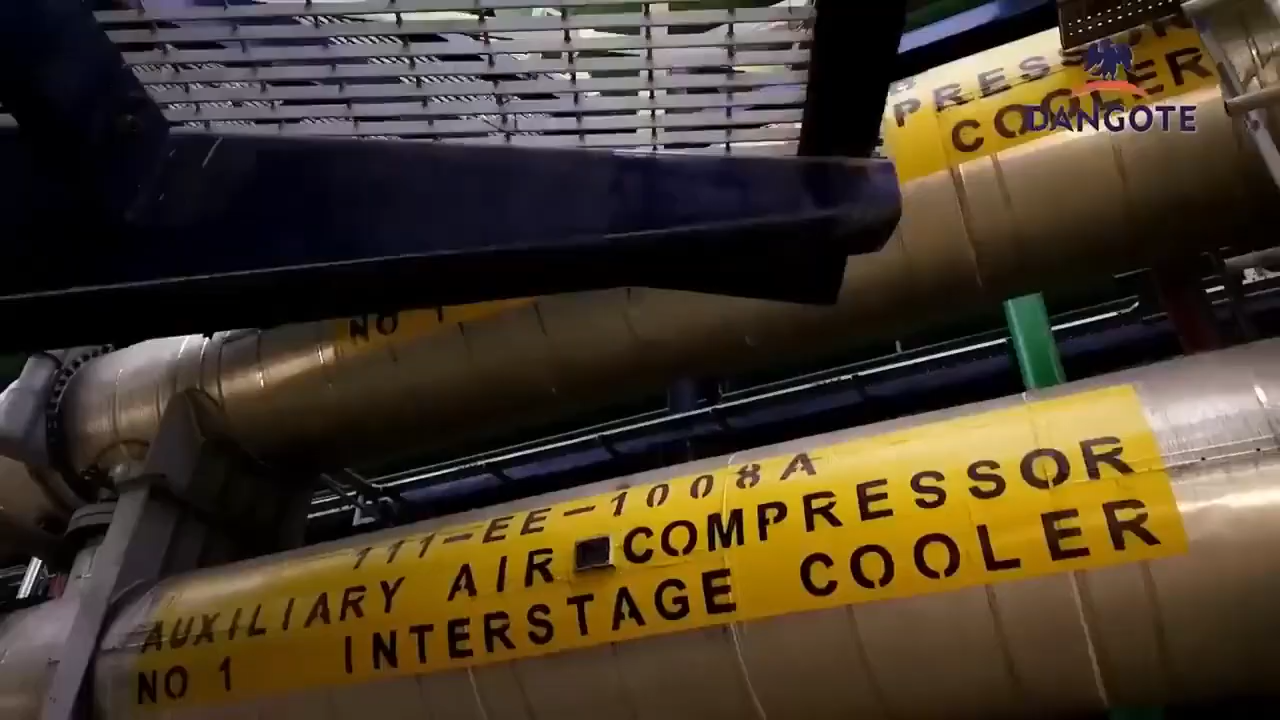 PRESSOR
COOLER
DANGOTE
NO 1
111-EE-1008A
AUXILIARY AIR COMPRESSOR
NO 1 INTERSTAGE COOLER